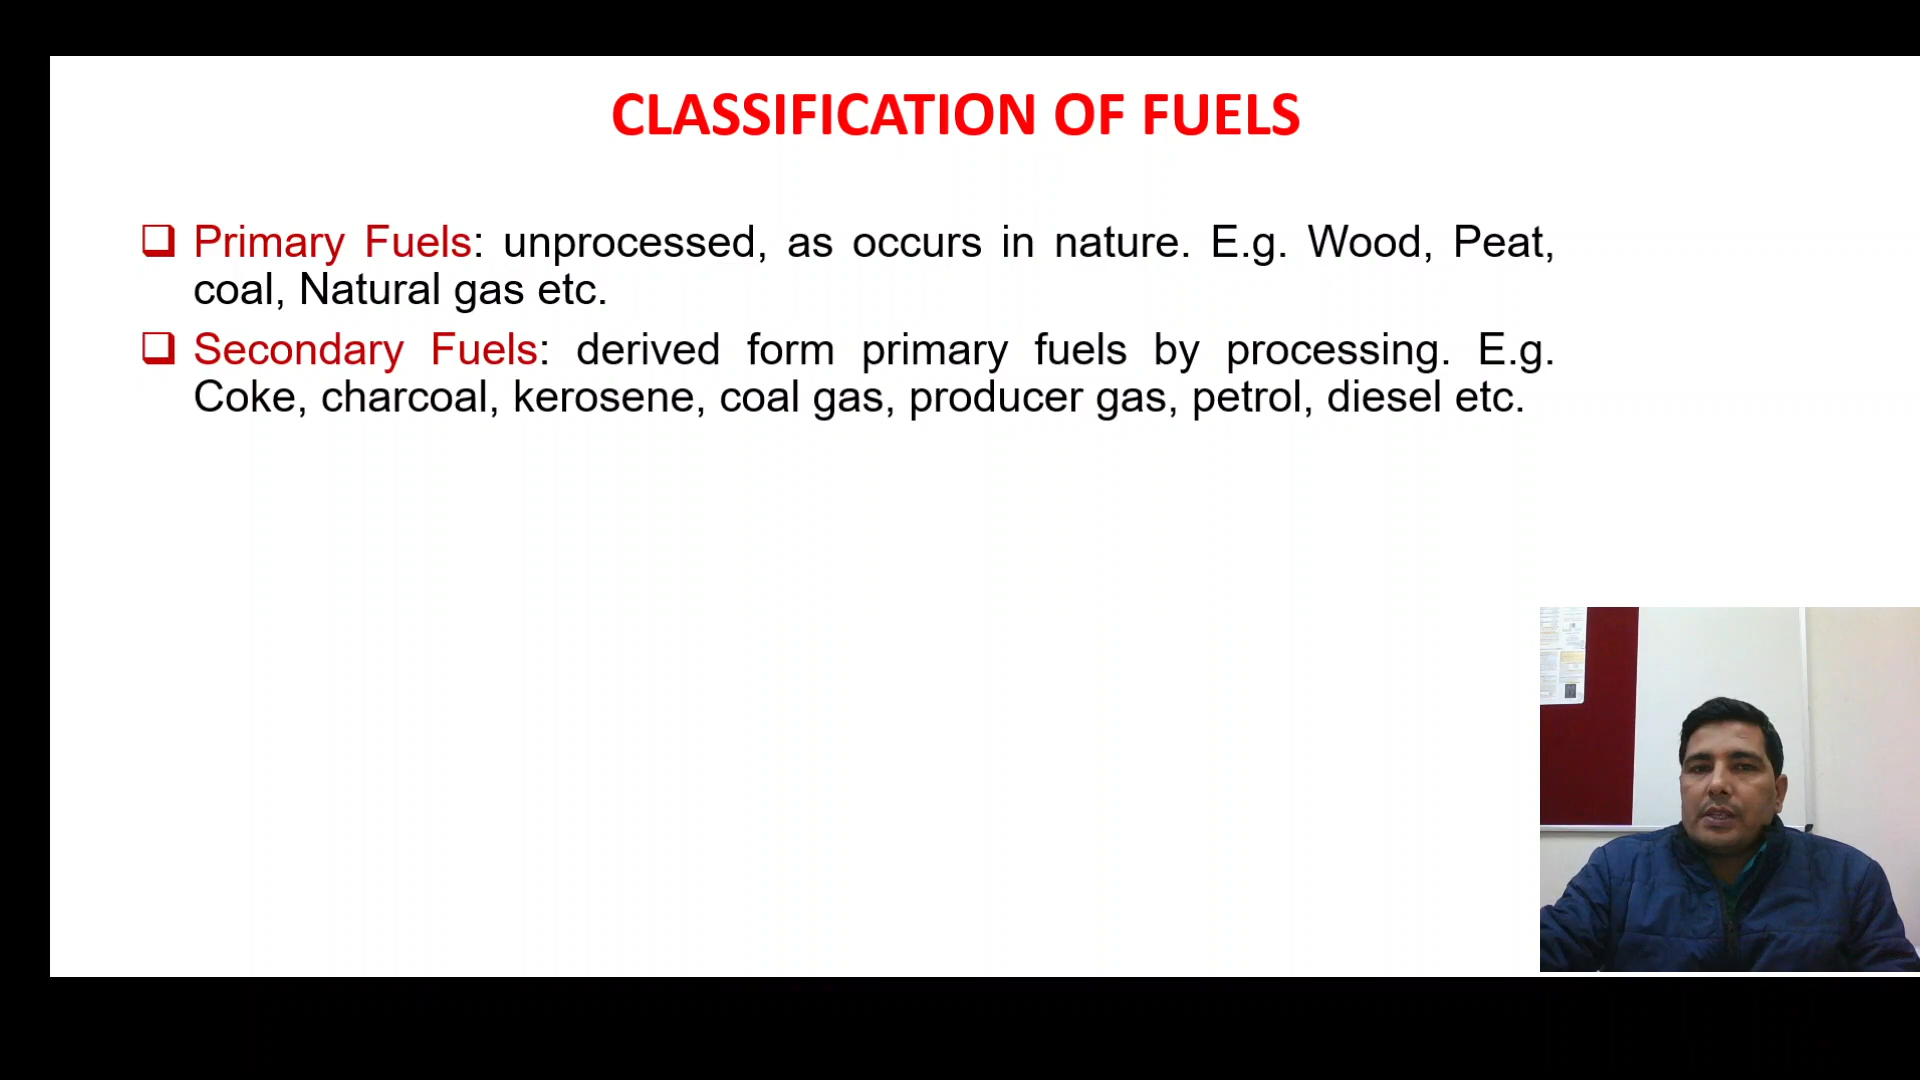 CLASSIFICATION OF FUELS
Primary Fuels: unprocessed, as occurs in nature. E.g. Wood, Peat,
coal, Natural gas etc.
Secondary Fuels: derived form primary fuels by processing. E.g.
Coke, charcoal, kerosene, coal gas, producer gas, petrol, diesel etc.